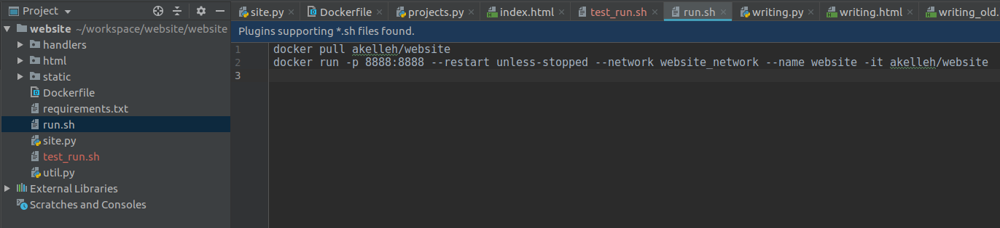 Project
site.py
Dockerfile
projects.py
index.html
test_run.sh
run.sh
writing.py
writing.html
writing_old.
website ~/workspace/website/website
Plugins supporting *.sh files found.
handlers
html
static
Dockerfile
requirements.txt
run.sh
site.py
test_run.sh
util.py
External Libraries
Scratches and Consoles
1 docker pull akelleh/website
2 docker run -p 8888:8888 --restart unless-stopped --network website_network --name website -it akelleh/website
3